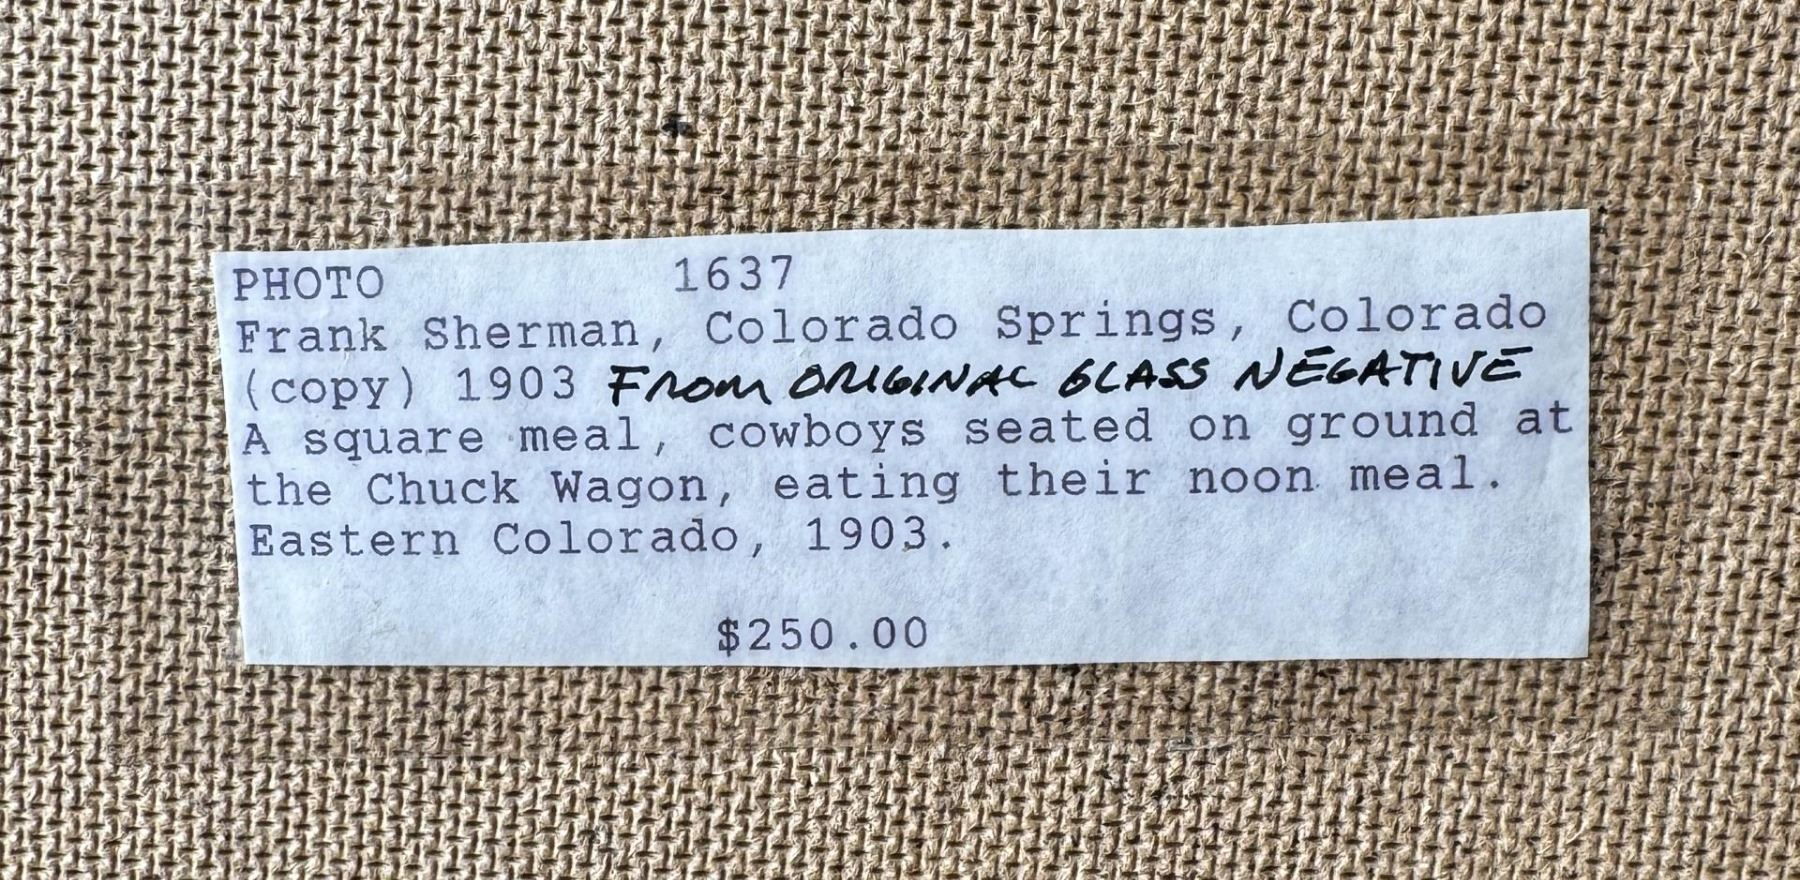 PHOTO 1637
Frank Sherman, Colorado Springs, Colorado
(copy) 1903 FROM ORIGINAL GLASS NEGATIVE
A square meal, cowboys seated on ground at
the Chuck Wagon, eating their noon meal.
Eastern Colorado, 1903.
$250.00